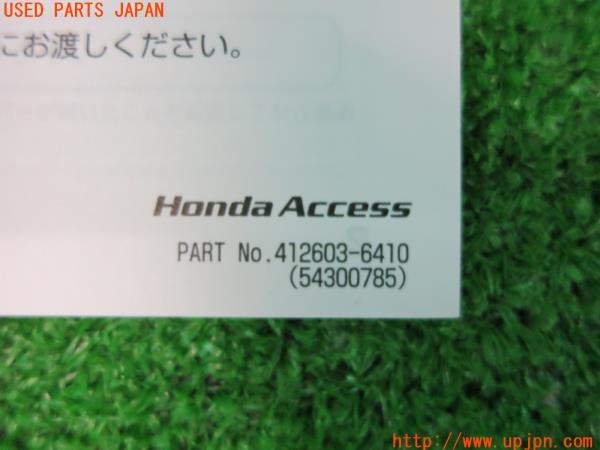 USED PARTS JAPAN
にお渡しください。
Honda Access
PART No.412603-6410
(54300785)
http://www.upjpn.com/